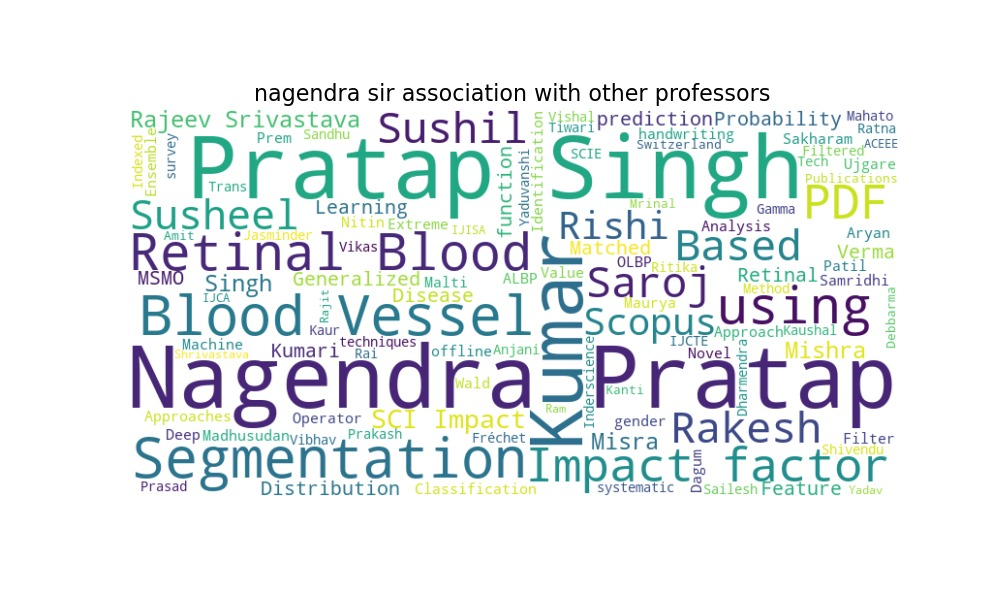 nagendra sir association with other professors
Rajeev Srivastava
Sushil
Vishal
prediction
Probability
Mahato
Indexed
Ensemble
survey
Prem
Sandhu
Pratap Singh
Identification
Tiwari
handwriting
Switzerland
SCIE
Sakharam
Ratna
ACEEE
Filtered
Tech
Ujgare
Trans
function
Yaduvanshi
Publications
PDF
Susheel
Learning
Mrinal
Gamma
Nitin
Extreme
IJISA
Rishi
Analysis
Amit
Jasminder
Aryan
Retinal Blood
Vikas
Kumar
Matched
Based
Verma
MSMO
Singh
Generalized
Malti
ALBP
Value
OLBP
Ritika
Saroj
Retinal
Patil
Samridhi
IJCA
Rajit
Disease
Maurya
Method
using
Debbarma
Blood Vessel
Kaur
Scopus
Approach
Kaushal
Machine
techniques
IJCTE
Shrivastava
Kumari
Rai
offline
Anjani
Inderscience
Novel
Dharmendra
Mishra
Nagendra Pratap
Wald
Kanti
Approaches
Operator
SCI Impact
Ram
gender
Rakesh
Deep
Madhusudan
Vibhav
Prakash
Fréchet
Misra
Filter
Shivendu
Segmentation
Impact factor
Dagum
Prasad
Distribution
Classification
systematic
Sailesh
Feature
Yadav